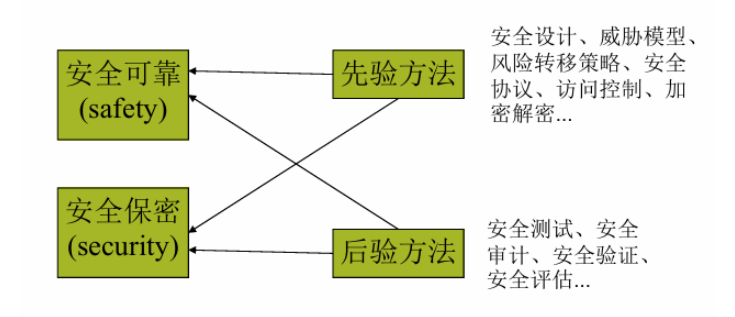 安全可靠
(safety)
先验方法
安全设计、威胁模型、
风险转移策略、安全
协议、访问控制、加
密解密...
安全保密
(security)
后验方法
安全测试、安全
审计、安全验证、
安全评估...